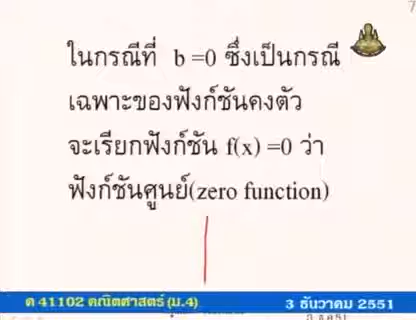 7
ในกรณีที่ b =0 ซึ่งเป็นกรณี
เฉพาะของฟังก์ชันคงตัว
จะเรียกฟังก์ชัน f(x) =0 ว่า
ฟังก์ชันศูนย์(zero function)
ค 41102 คณิตศาสตร์ (ม.4) 3 ธันวาคม 2551